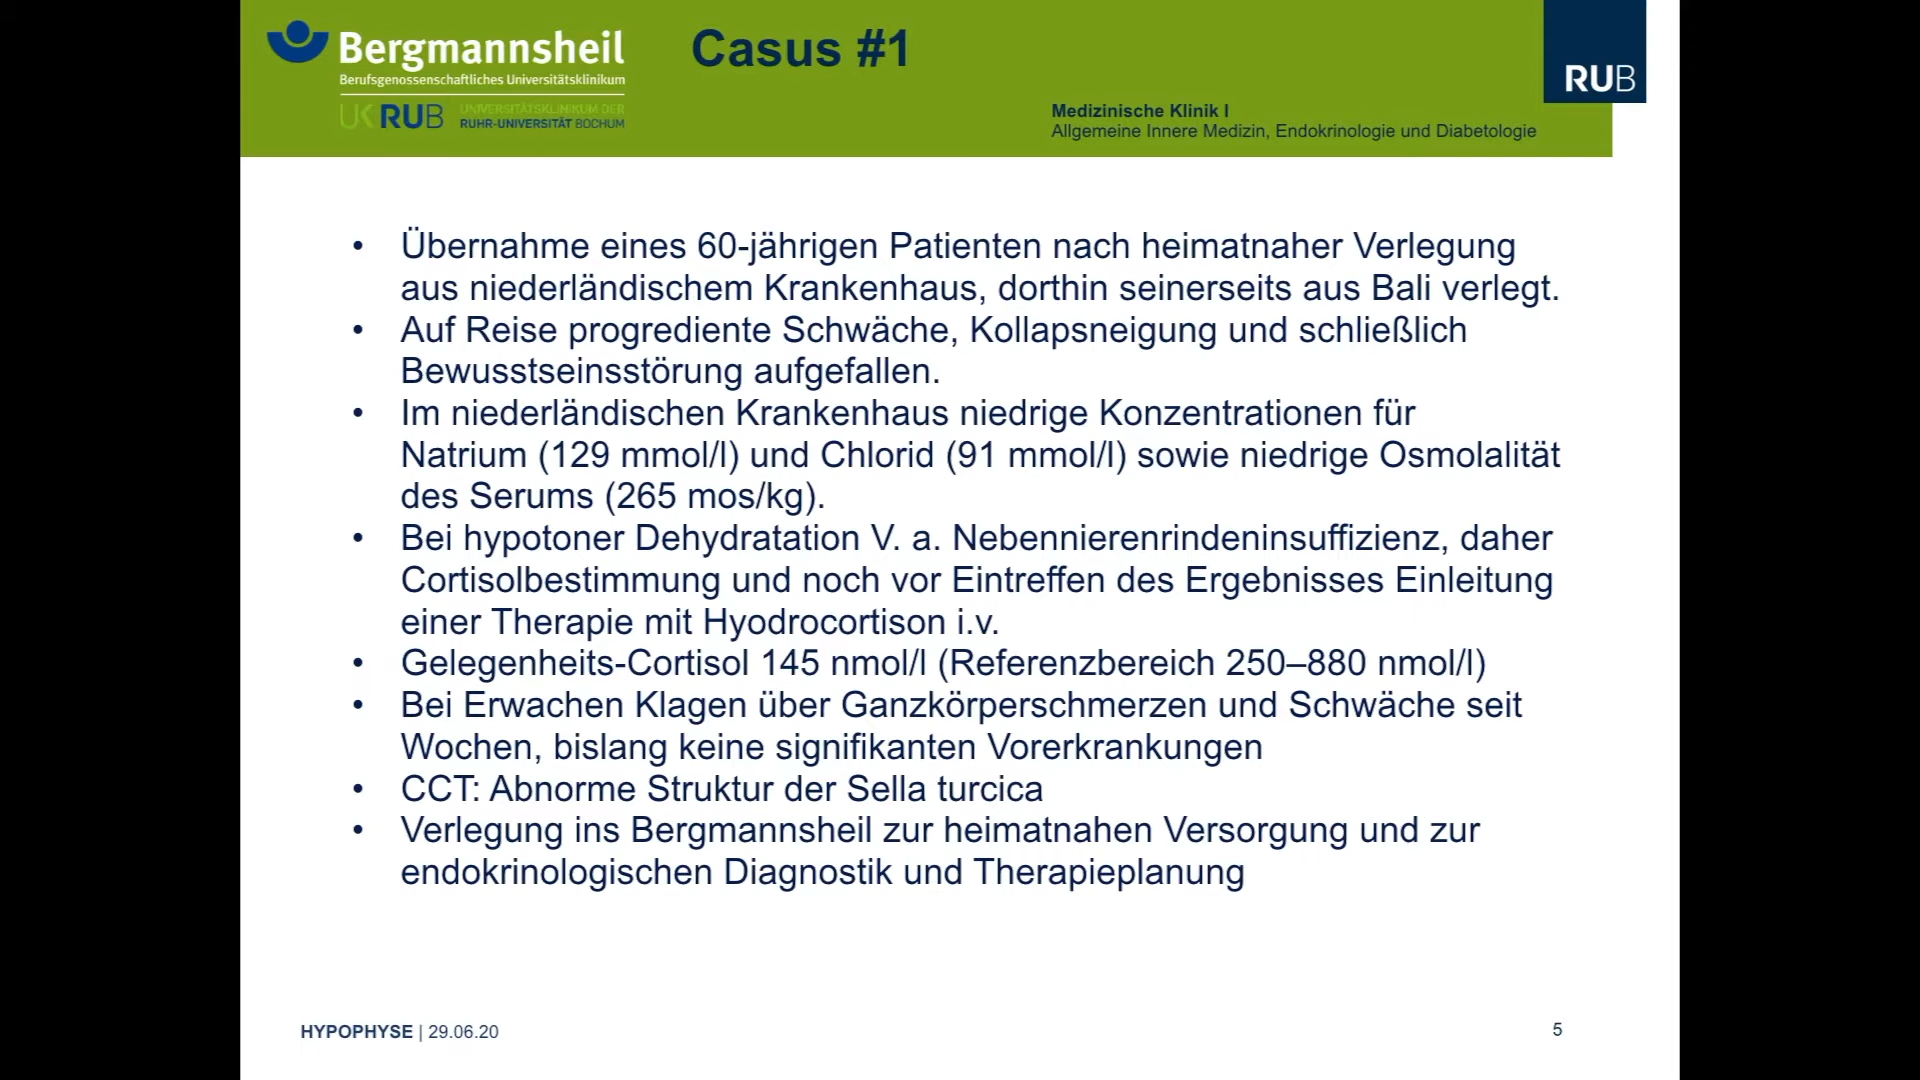 Bergmannsheil
Berufsgenossenschaftliches Universitätsklinikum
UK RUB UNIVERSITÄTSKLINIKUM DER
RUHR-UNIVERSITÄT BOCHUM
Casus #1
Medizinische Klinik I
Allgemeine Innere Medizin, Endokrinologie und Diabetologie
RUB
• Übernahme eines 60-jährigen Patienten nach heimatnaher Verlegung
aus niederländischem Krankenhaus, dorthin seinerseits aus Bali verlegt.
• Auf Reise progrediente Schwäche, Kollapsneigung und schließlich
Bewusstseinsstörung aufgefallen.
• Im niederländischen Krankenhaus niedrige Konzentrationen für
Natrium (129 mmol/l) und Chlorid (91 mmol/l) sowie niedrige Osmolalität
des Serums (265 mos/kg).
• Bei hypotoner Dehydratation V. a. Nebennierenrindeninsuffizienz, daher
Cortisolbestimmung und noch vor Eintreffen des Ergebnisses Einleitung
einer Therapie mit Hyodrocortison i.v.
• Gelegenheits-Cortisol 145 nmol/l (Referenzbereich 250–880 nmol/l)
• Bei Erwachen Klagen über Ganzkörperschmerzen und Schwäche seit
Wochen, bislang keine signifikanten Vorerkrankungen
• CCT: Abnorme Struktur der Sella turcica
• Verlegung ins Bergmannsheil zur heimatnahen Versorgung und zur
endokrinologischen Diagnostik und Therapieplanung
HYPOPHYSE | 29.06.20
5